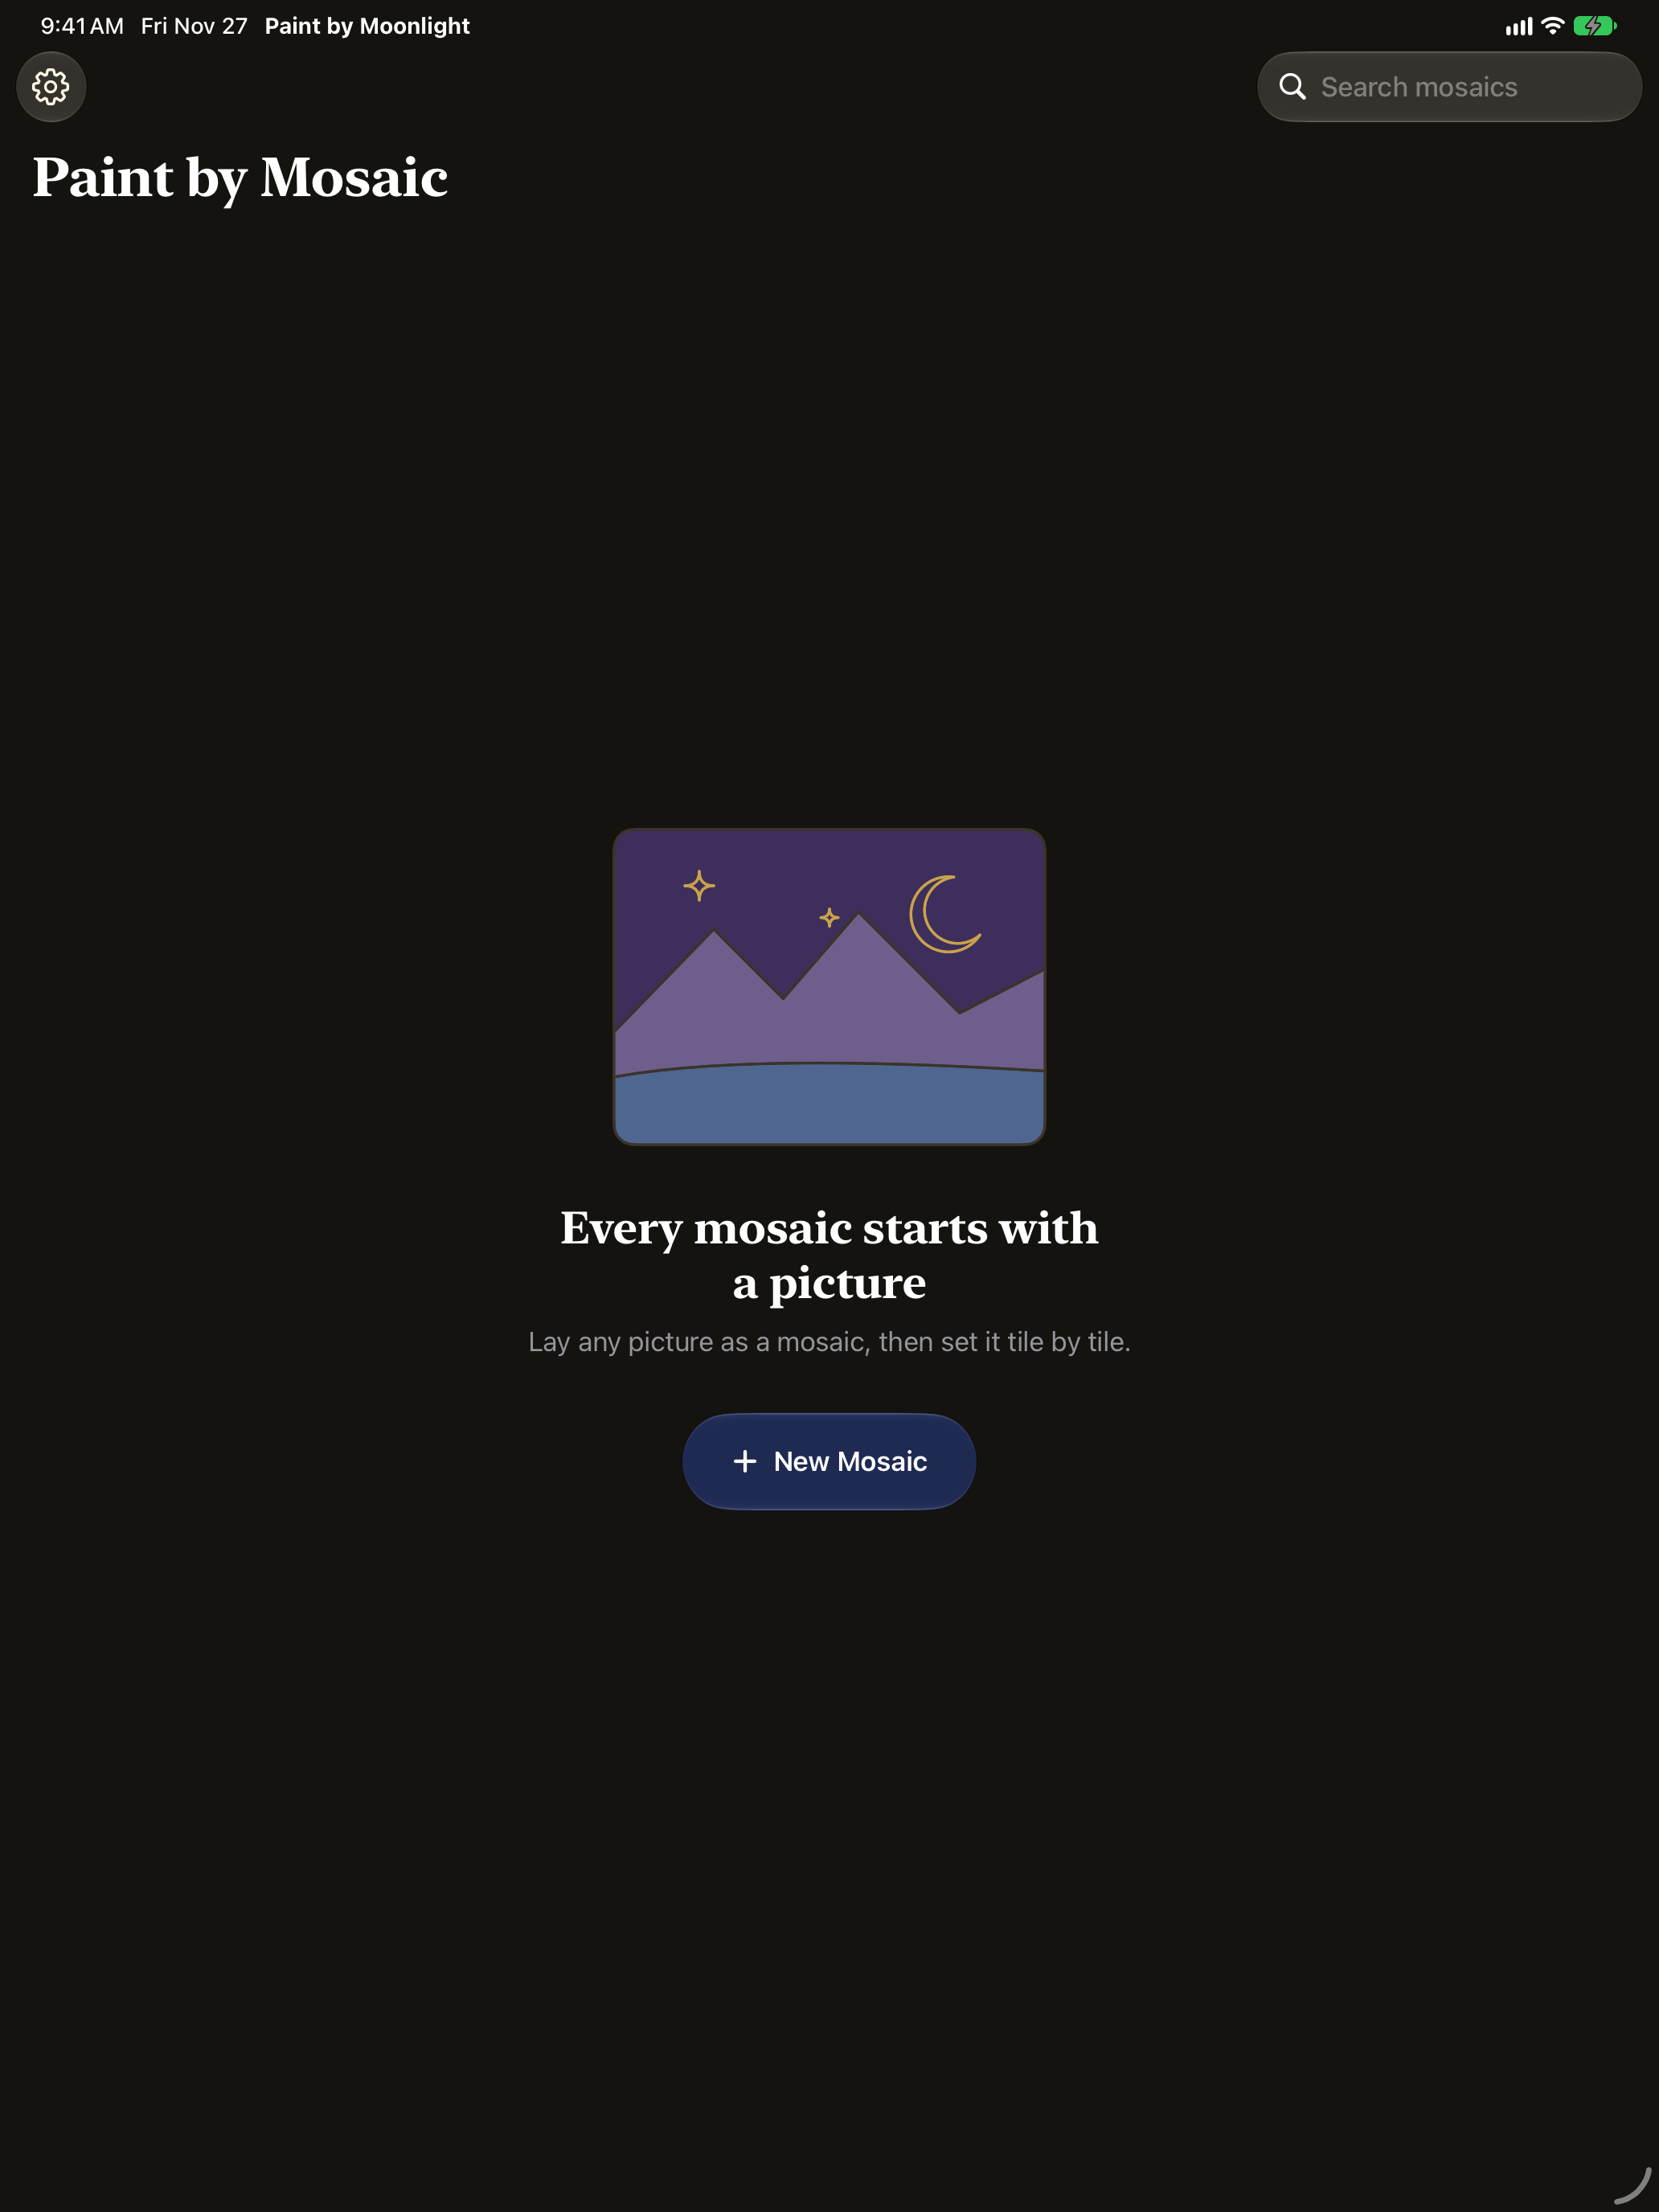 9:41 AM Fri Nov 27 Paint by Moonlight
Search mosaics
Paint by Mosaic
Every mosaic starts with
a picture
Lay any picture as a mosaic, then set it tile by tile.
New Mosaic